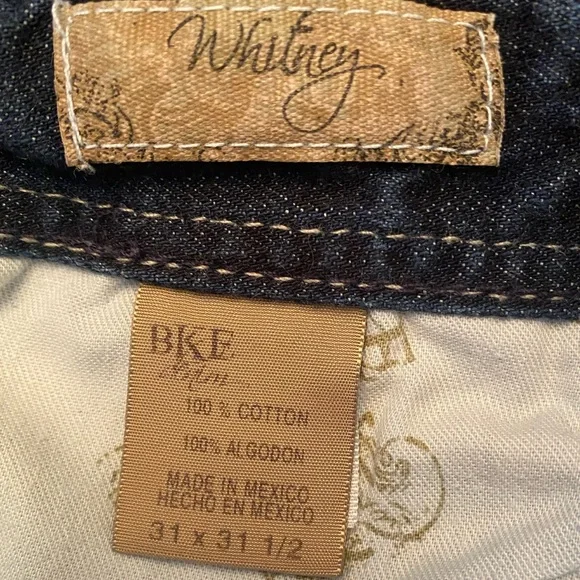 Whitney
BKE
100 % COTTON
100% ALGODON
MADE IN MEXICO
HECHO EN MEXICO
31 x 31 1/2